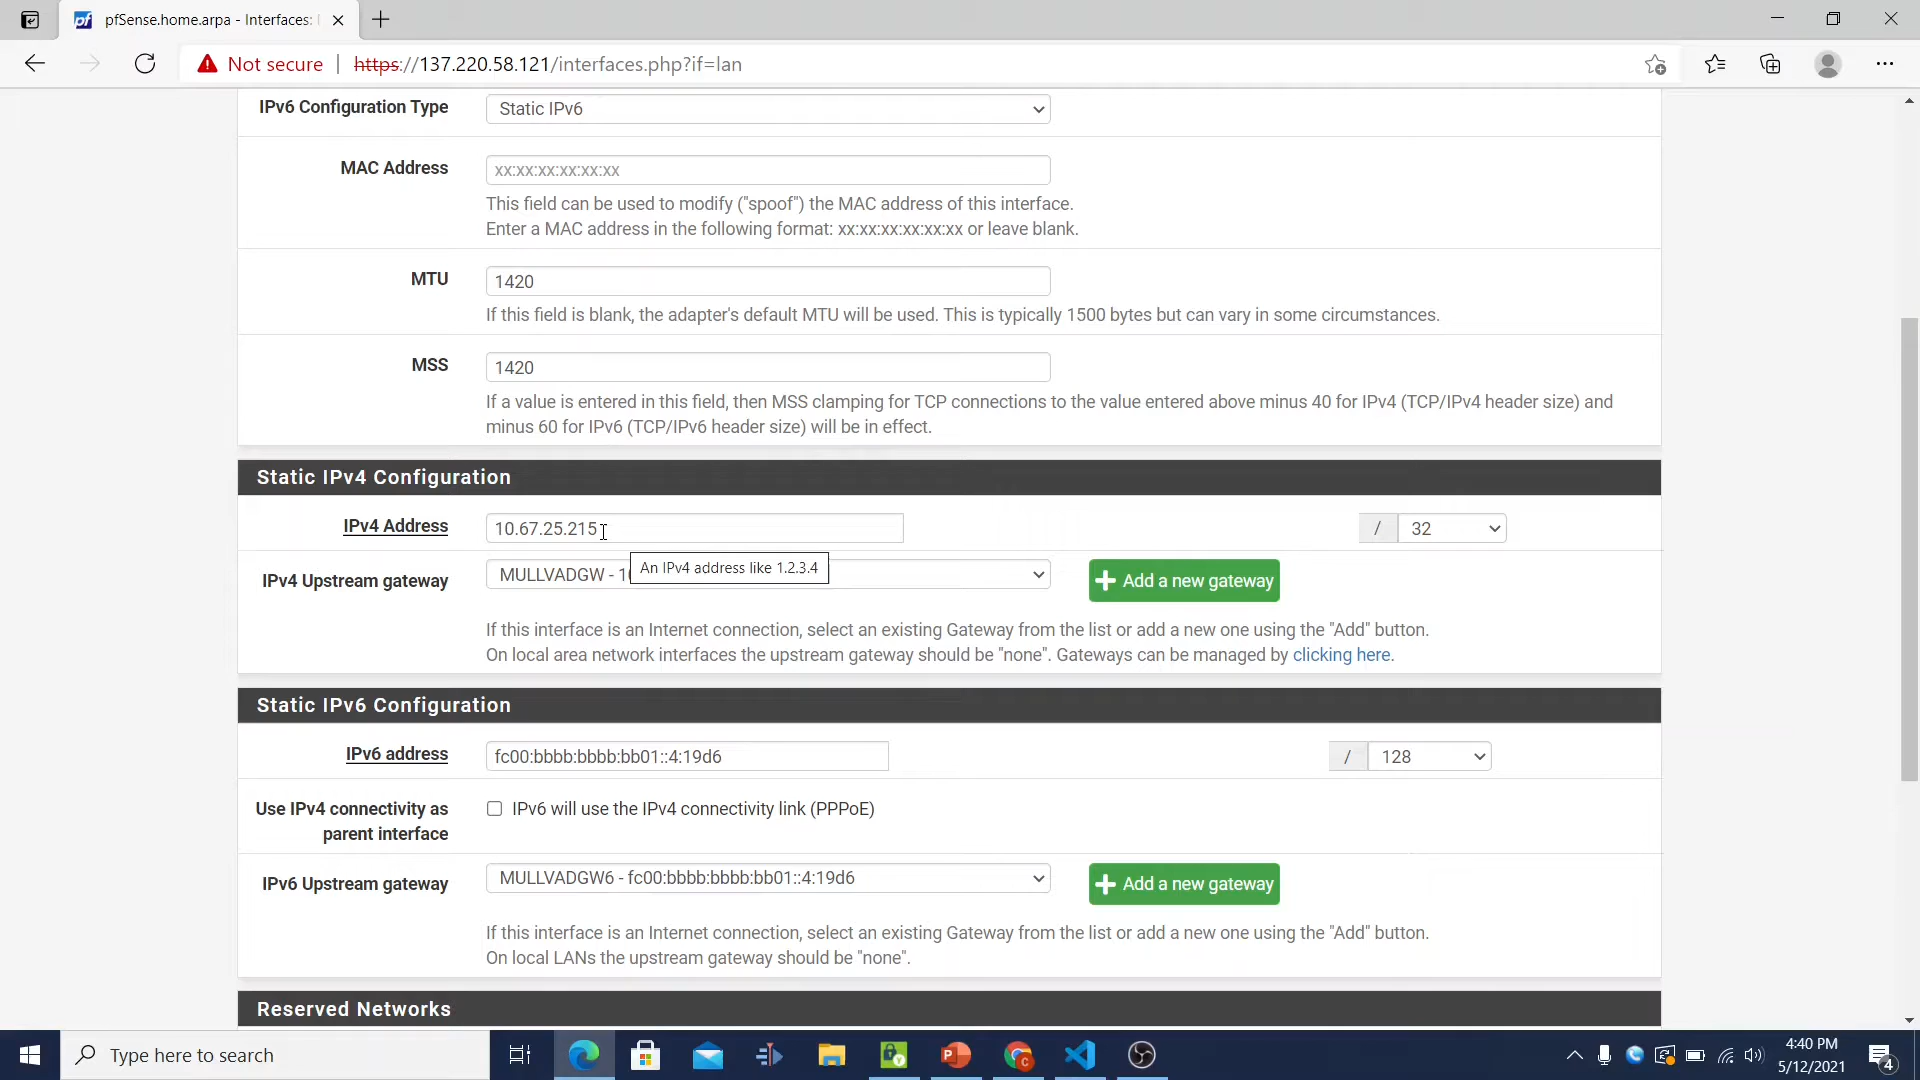 pfSense.home.arpa - Interfaces:
Not secure | https://137.220.58.121/interfaces.php?if=lan
IPv6 Configuration Type
Static IPv6
MAC Address
xx:xx:xx:xx:xx:xx
This field can be used to modify ("spoof") the MAC address of this interface.
Enter a MAC address in the following format: xx:xx:xx:xx:xx:xx or leave blank.
MTU
1420
If this field is blank, the adapter's default MTU will be used. This is typically 1500 bytes but can vary in some circumstances.
MSS
1420
If a value is entered in this field, then MSS clamping for TCP connections to the value entered above minus 40 for IPv4 (TCP/IPv4 header size) and
minus 60 for IPv6 (TCP/IPv6 header size) will be in effect.
Static IPv4 Configuration
IPv4 Address
10.67.25.215
/ 32
An IPv4 address like 1.2.3.4
IPv4 Upstream gateway
MULLVADGW - 1
Add a new gateway
If this interface is an Internet connection, select an existing Gateway from the list or add a new one using the "Add" button.
On local area network interfaces the upstream gateway should be "none". Gateways can be managed by clicking here.
Static IPv6 Configuration
IPv6 address
fc00:bbbb:bbbb:bb01::4:19d6
/ 128
Use IPv4 connectivity as
parent interface
IPv6 will use the IPv4 connectivity link (PPPoE)
IPv6 Upstream gateway
MULLVADGW6 - fc00:bbbb:bbbb:bb01::4:19d6
Add a new gateway
If this interface is an Internet connection, select an existing Gateway from the list or add a new one using the "Add" button.
On local LANs the upstream gateway should be "none".
Reserved Networks
Type here to search
4:40 PM
5/12/2021
4